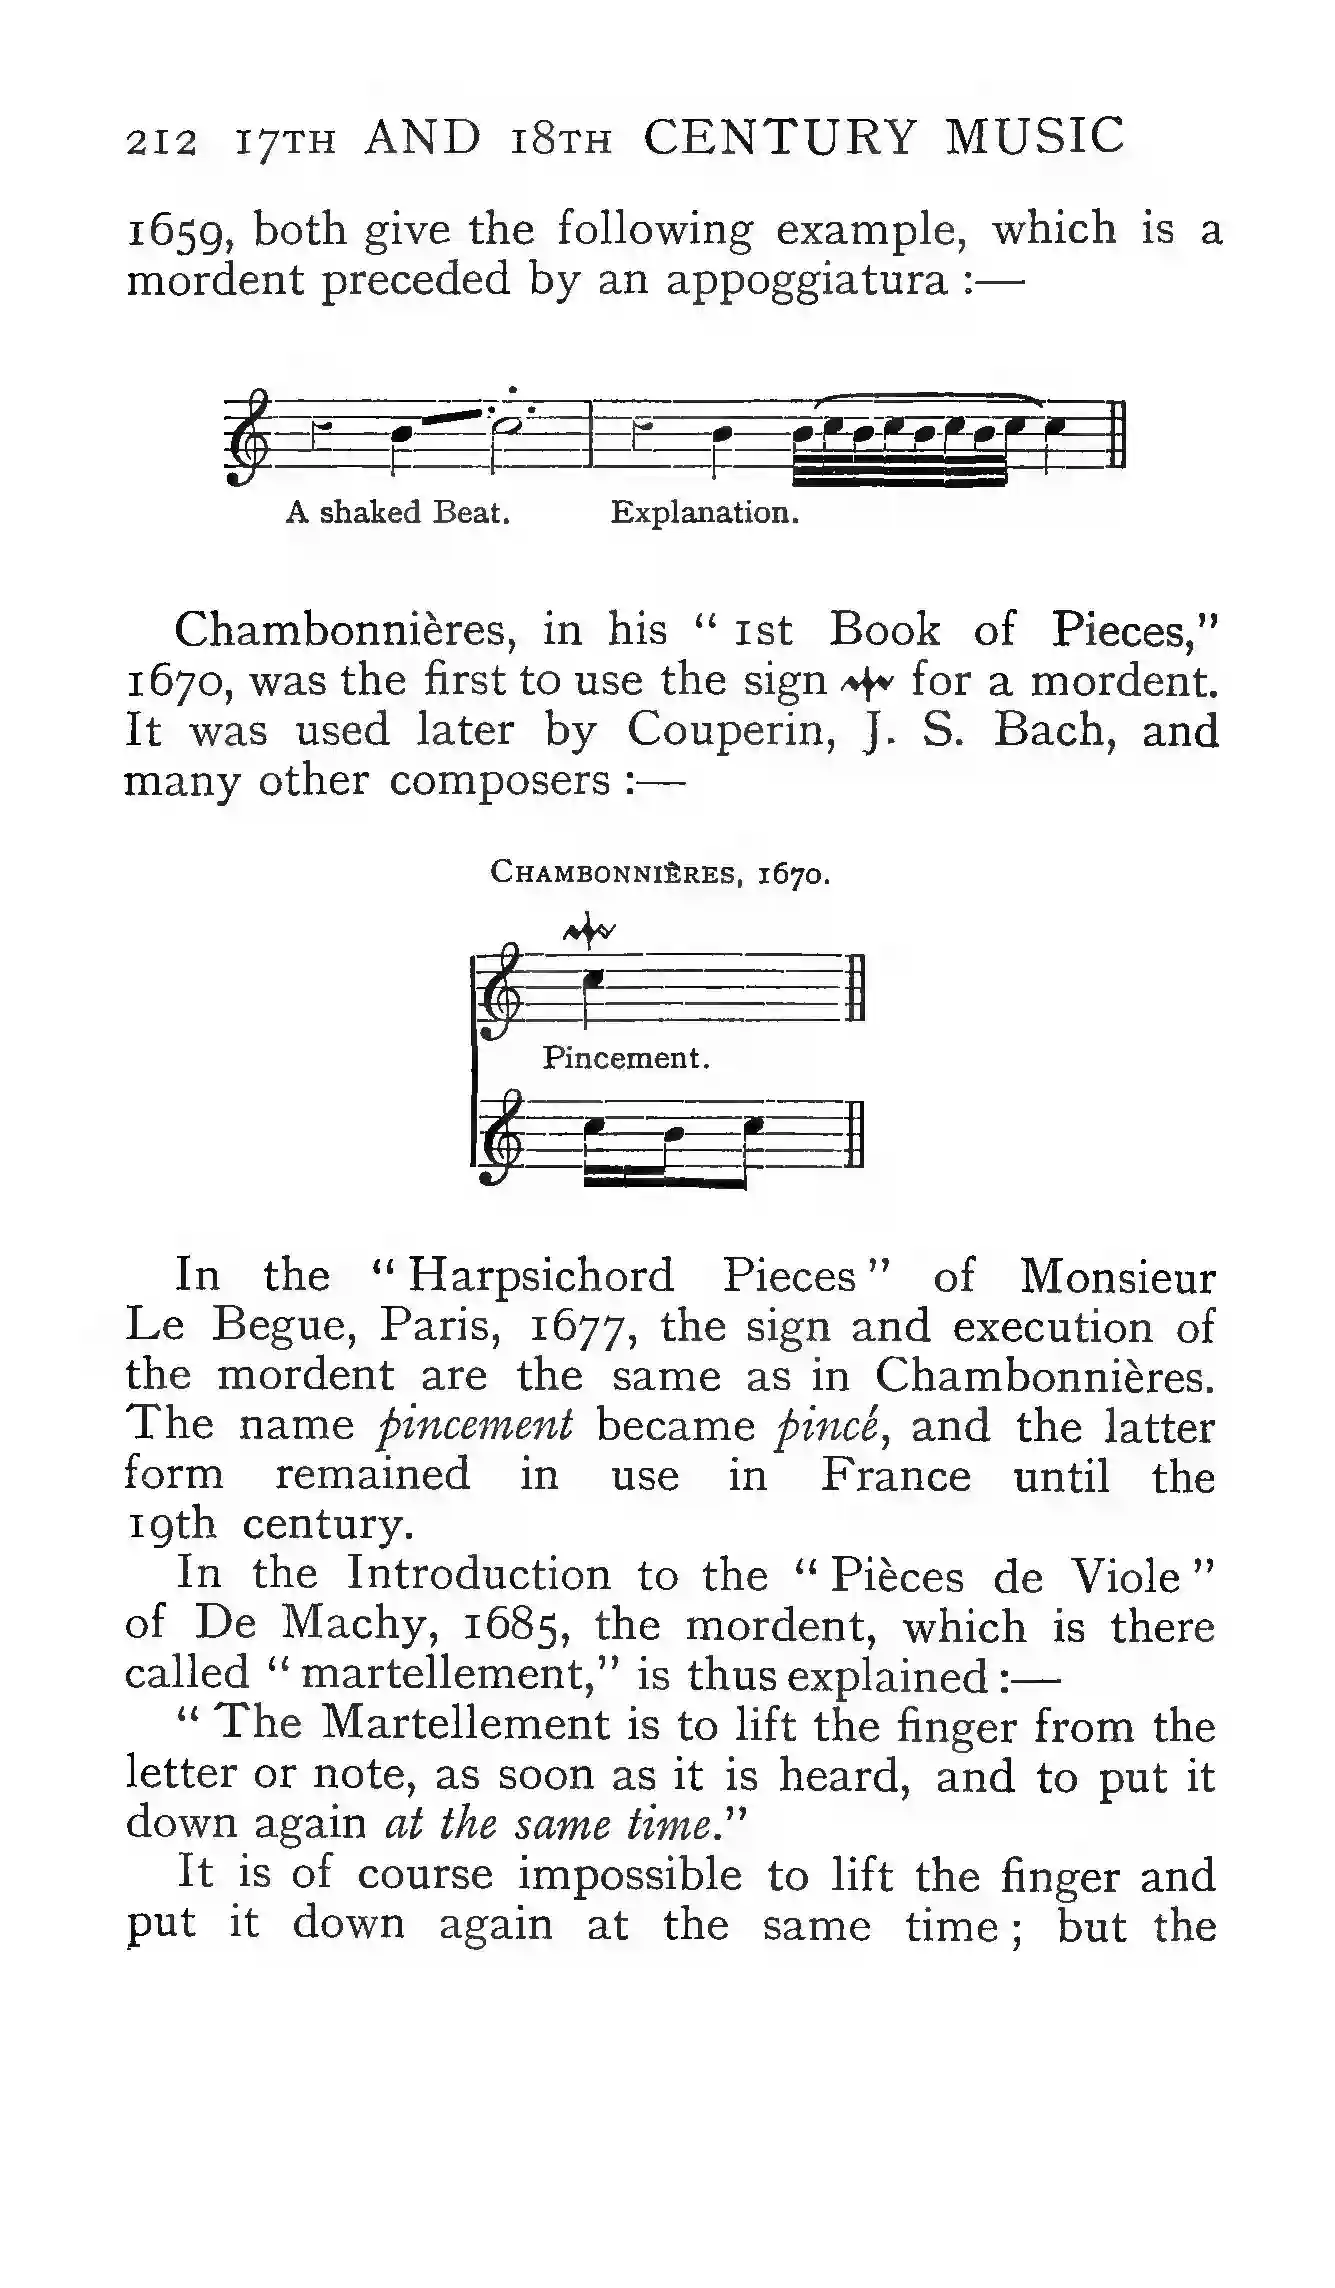 212 17TH AND 18TH CENTURY MUSIC
1659, both give the following example, which is a
mordent preceded by an appoggiatura :—
A shaked Beat. Explanation.
Chambonnières, in his “ 1st Book of Pieces,”
1670, was the first to use the sign for a mordent.
It was used later by Couperin, J. S. Bach, and
many other composers :—
CHAMBONNIÈRES, 1670.
Pincement.
In the “ Harpsichord Pieces ” of Monsieur
Le Begue, Paris, 1677, the sign and execution of
the mordent are the same as in Chambonnières.
The name pincement became pincé, and the latter
form remained in use in France until the
19th century.
In the Introduction to the “ Pièces de Viole ”
of De Machy, 1685, the mordent, which is there
called “ martellement,” is thus explained :—
“ The Martellement is to lift the finger from the
letter or note, as soon as it is heard, and to put it
down again at the same time.”
It is of course impossible to lift the finger and
put it down again at the same time ; but the